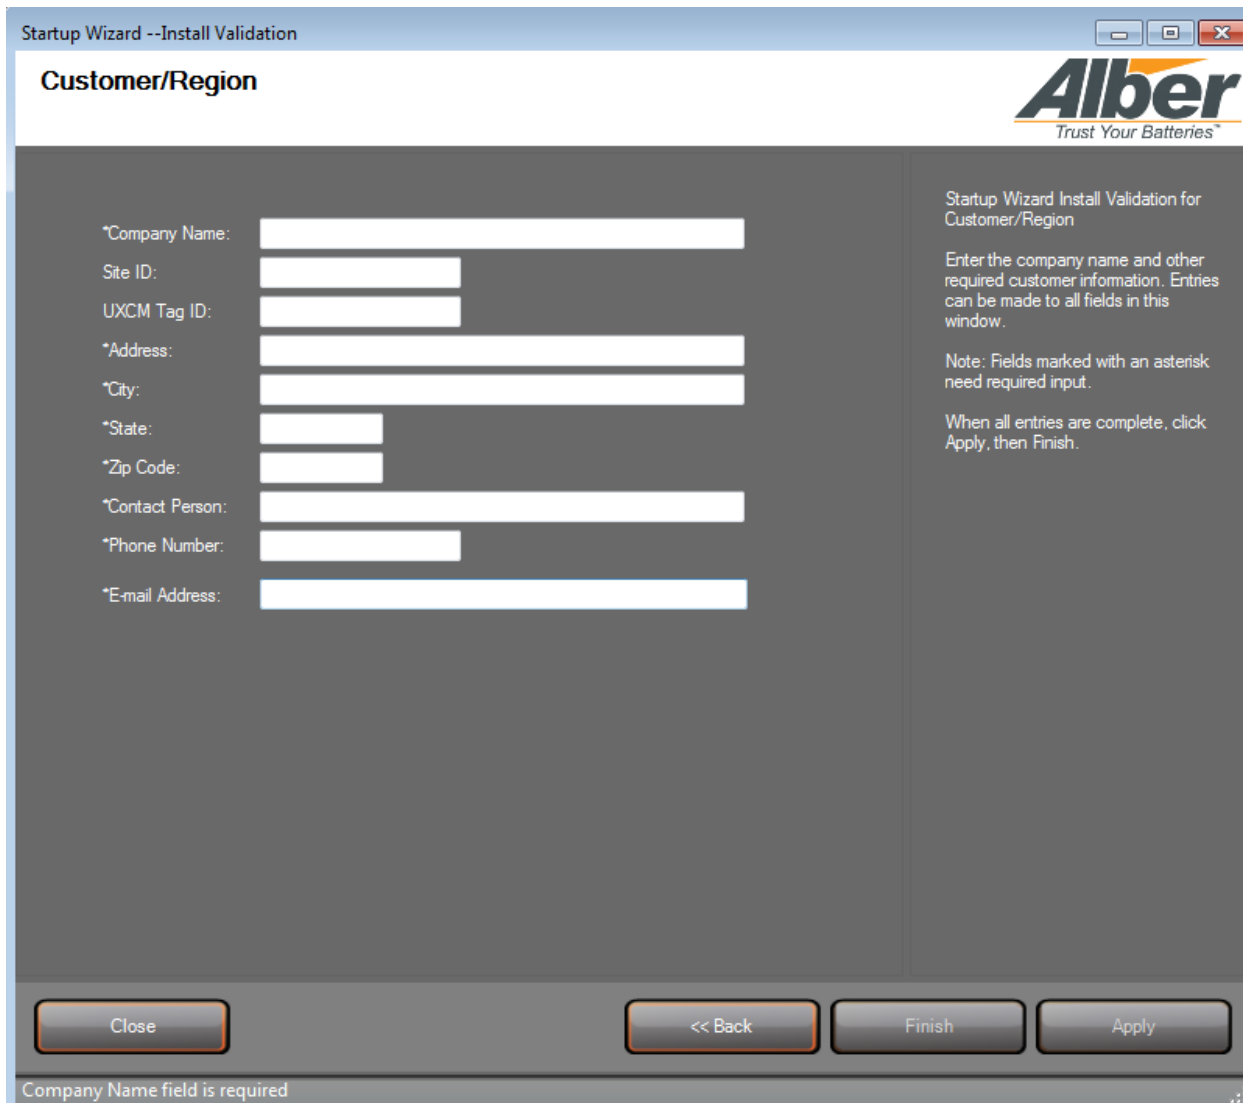 Startup Wizard --Install Validation
Customer/Region
Alber
Trust Your Batteries™
*Company Name:
Site ID:
UXCM Tag ID:
*Address:
*City:
*State:
*Zip Code:
*Contact Person:
*Phone Number:
*E-mail Address:
Startup Wizard Install Validation for
Customer/Region
Enter the company name and other
required customer information. Entries
can be made to all fields in this
window.
Note: Fields marked with an asterisk
need required input.
When all entries are complete, click
Apply, then Finish.
Close
<< Back
Finish
Apply
Company Name field is required